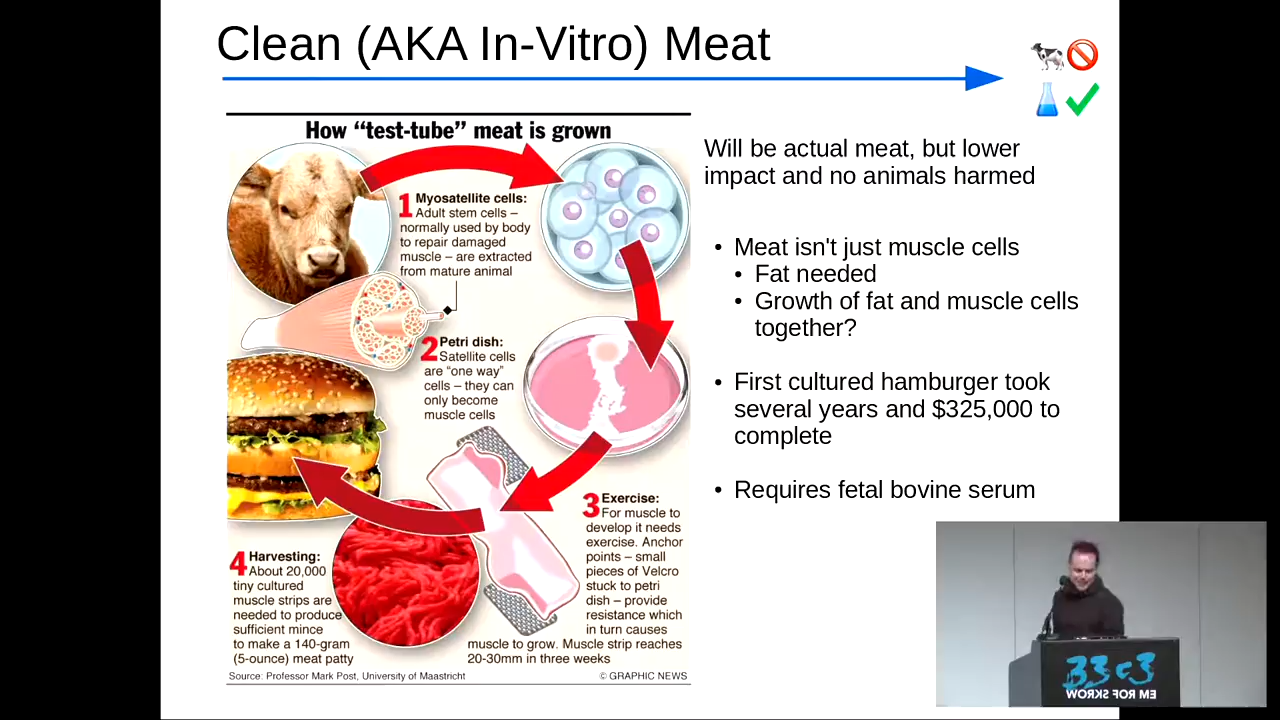 Clean (AKA In-Vitro) Meat
How “test-tube” meat is grown
1 Myosatellite cells:
Adult stem cells –
normally used by body
to repair damaged
muscle – are extracted
from mature animal
2 Petri dish:
Satellite cells
are “one way”
cells – they can
only become
muscle cells
3 Exercise:
For muscle to
develop it needs
exercise. Anchor
points – small
pieces of Velcro
stuck to petri
dish – provide
resistance which
in turn causes
muscle to grow. Muscle strip reaches
20-30mm in three weeks
4 Harvesting:
About 20,000
tiny cultured
muscle strips are
needed to produce
sufficient mince
to make a 140-gram
(5-ounce) meat patty
Source: Professor Mark Post, University of Maastricht
© GRAPHIC NEWS
Will be actual meat, but lower
impact and no animals harmed
• Meat isn't just muscle cells
• Fat needed
• Growth of fat and muscle cells
together?
• First cultured hamburger took
several years and $325,000 to
complete
• Requires fetal bovine serum
33c3
WORKS FOR ME